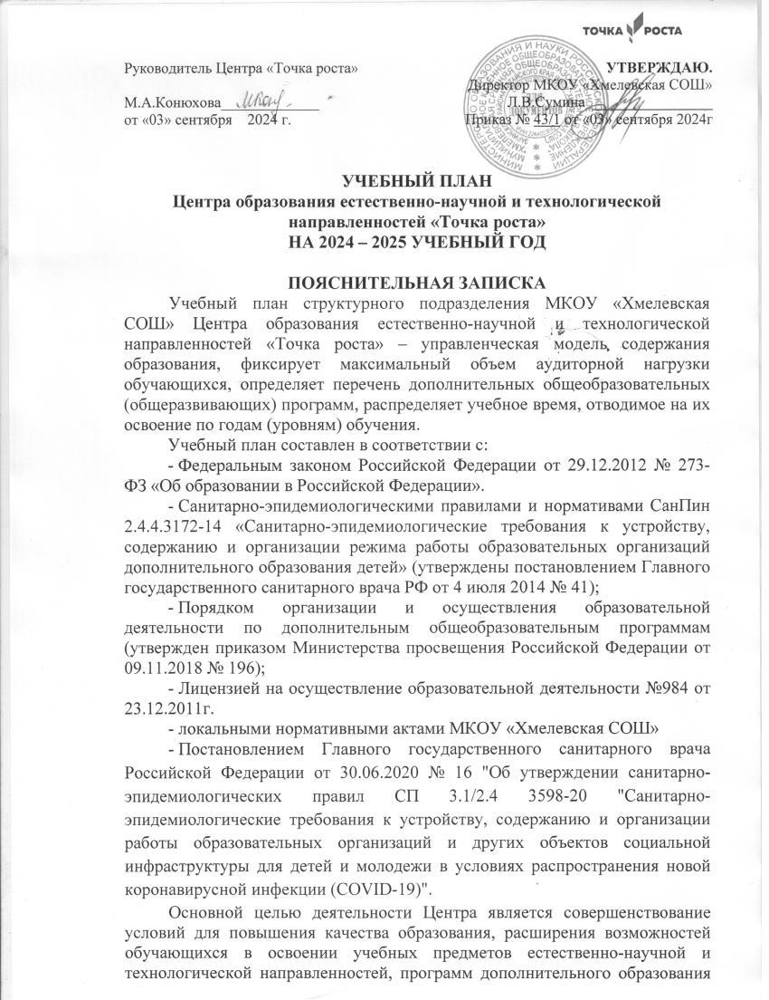 ТОЧКА РОСТА
Руководитель Центра «Точка роста»
УТВЕРЖДАЮ.
Директор МКОУ «Хмелевская СОШ»
М.А.Конюхова
Л.В.Сумина
от «03» сентября 2024 г.
Приказ № 43/1 от «03» сентября 2024г
УЧЕБНЫЙ ПЛАН
Центра образования естественно-научной и технологической
направленностей «Точка роста»
НА 2024 – 2025 УЧЕБНЫЙ ГОД
ПОЯСНИТЕЛЬНАЯ ЗАПИСКА
Учебный план структурного подразделения МКОУ «Хмелевская
СОШ» Центра образования естественно-научной и технологической
направленностей «Точка роста» – управленческая модель содержания
образования, фиксирует максимальный объем аудиторной нагрузки
обучающихся, определяет перечень дополнительных общеобразовательных
(общеразвивающих) программ, распределяет учебное время, отводимое на их
освоение по годам (уровням) обучения.
Учебный план составлен в соответствии с:
- Федеральным законом Российской Федерации от 29.12.2012 № 273-
ФЗ «Об образовании в Российской Федерации».
- Санитарно-эпидемиологическими правилами и нормативами СанПин
2.4.4.3172-14 «Санитарно-эпидемиологические требования к устройству,
содержанию и организации режима работы образовательных организаций
дополнительного образования детей» (утверждены постановлением Главного
государственного санитарного врача РФ от 4 июля 2014 № 41);
- Порядком организации и осуществления образовательной
деятельности по дополнительным общеобразовательным программам
(утвержден приказом Министерства просвещения Российской Федерации от
09.11.2018 № 196);
- Лицензией на осуществление образовательной деятельности №984 от
23.12.2011г.
- локальными нормативными актами МКОУ «Хмелевская СОШ»
- Постановлением Главного государственного санитарного врача
Российской Федерации от 30.06.2020 № 16 "Об утверждении санитарно-
эпидемиологических правил СП 3.1/2.4 3598-20 "Санитарно-
эпидемиологические требования к устройству, содержанию и организации
работы образовательных организаций и других объектов социальной
инфраструктуры для детей и молодежи в условиях распространения новой
коронавирусной инфекции (COVID-19)".
Основной целью деятельности Центра является совершенствование
условий для повышения качества образования, расширения возможностей
обучающихся в освоении учебных предметов естественно-научной и
технологической направленностей, программ дополнительного образования